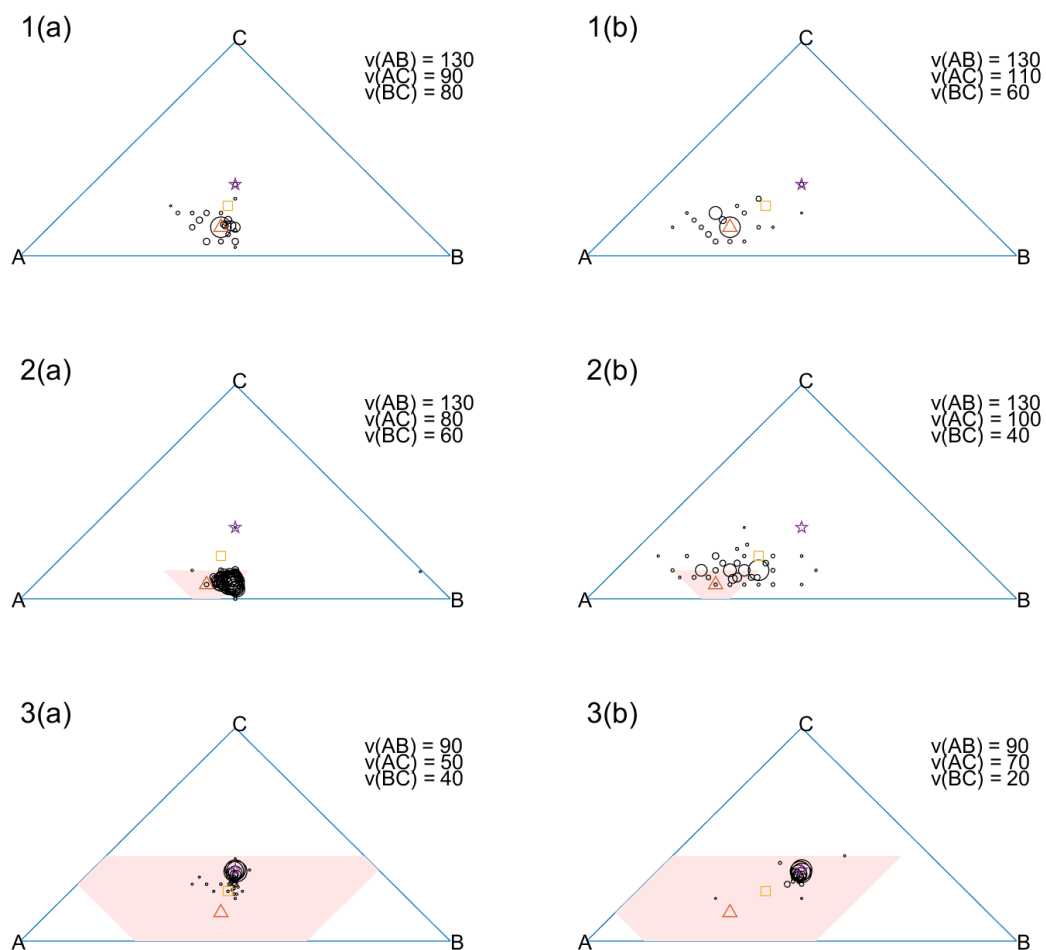 1(a)
C
v(AB) = 130
v(AC) = 90
v(BC) = 80
A
B
1(b)
C
v(AB) = 130
v(AC) = 110
v(BC) = 60
A
B
2(a)
C
v(AB) = 130
v(AC) = 80
v(BC) = 60
A
B
2(b)
C
v(AB) = 130
v(AC) = 100
v(BC) = 40
A
B
3(a)
C
v(AB) = 90
v(AC) = 50
v(BC) = 40
A
B
3(b)
C
v(AB) = 90
v(AC) = 70
v(BC) = 20
A
B